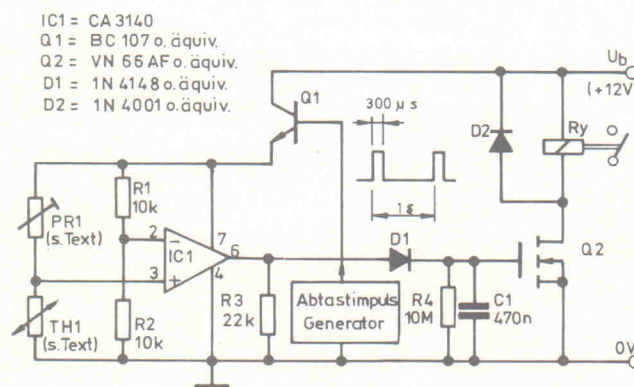 IC1 = CA 3140
Q1 = BC 107 o. äquiv.
Q2 = VN 66 AF o. äquiv.
D1 = 1N 4148 o. äquiv.
D2 = 1N 4001 o. äquiv.
Q1
300 µs
1s
D2
Ry
Ub
(+12V)
PR1
(s.Text)
R1
10k
2
−
7
IC1
6
3
+
4
D1
Q2
TH1
(s.Text)
R2
10k
R3
22k
Abtastimpuls
Generator
R4
10M
C1
470n
0V